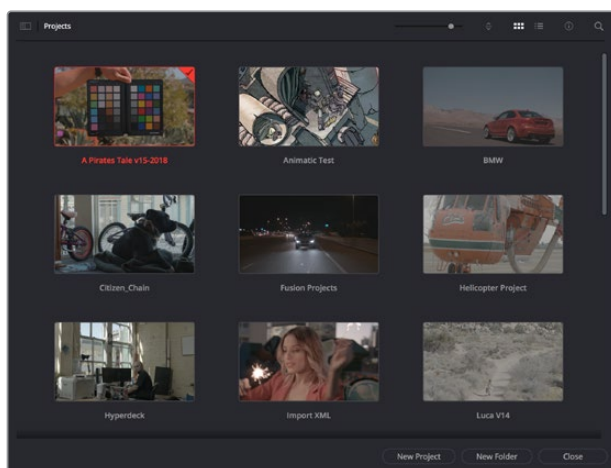 Projects
A Pirates Tale v15-2018
Animatic Test
BMW
Citizen_Chain
Fusion Projects
Helicopter Project
Hyperdeck
Import XML
Luca V14
New Project
New Folder
Close